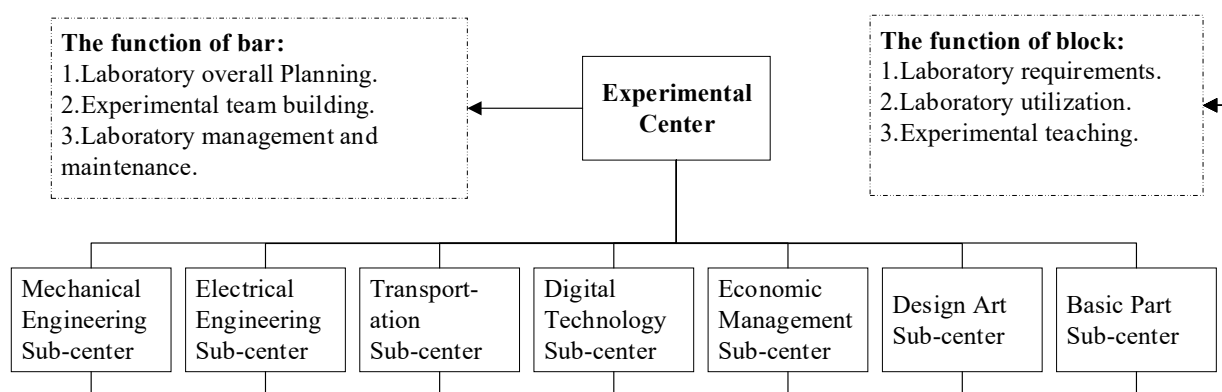 The function of bar:
1.Laboratory overall Planning.
2.Experimental team building.
3.Laboratory management and
maintenance.
Experimental
Center
The function of block:
1.Laboratory requirements.
2.Laboratory utilization.
3.Experimental teaching.
Mechanical
Engineering
Sub-center
Electrical
Engineering
Sub-center
Transport-
ation
Sub-center
Digital
Technology
Sub-center
Economic
Management
Sub-center
Design Art
Sub-center
Basic Part
Sub-center